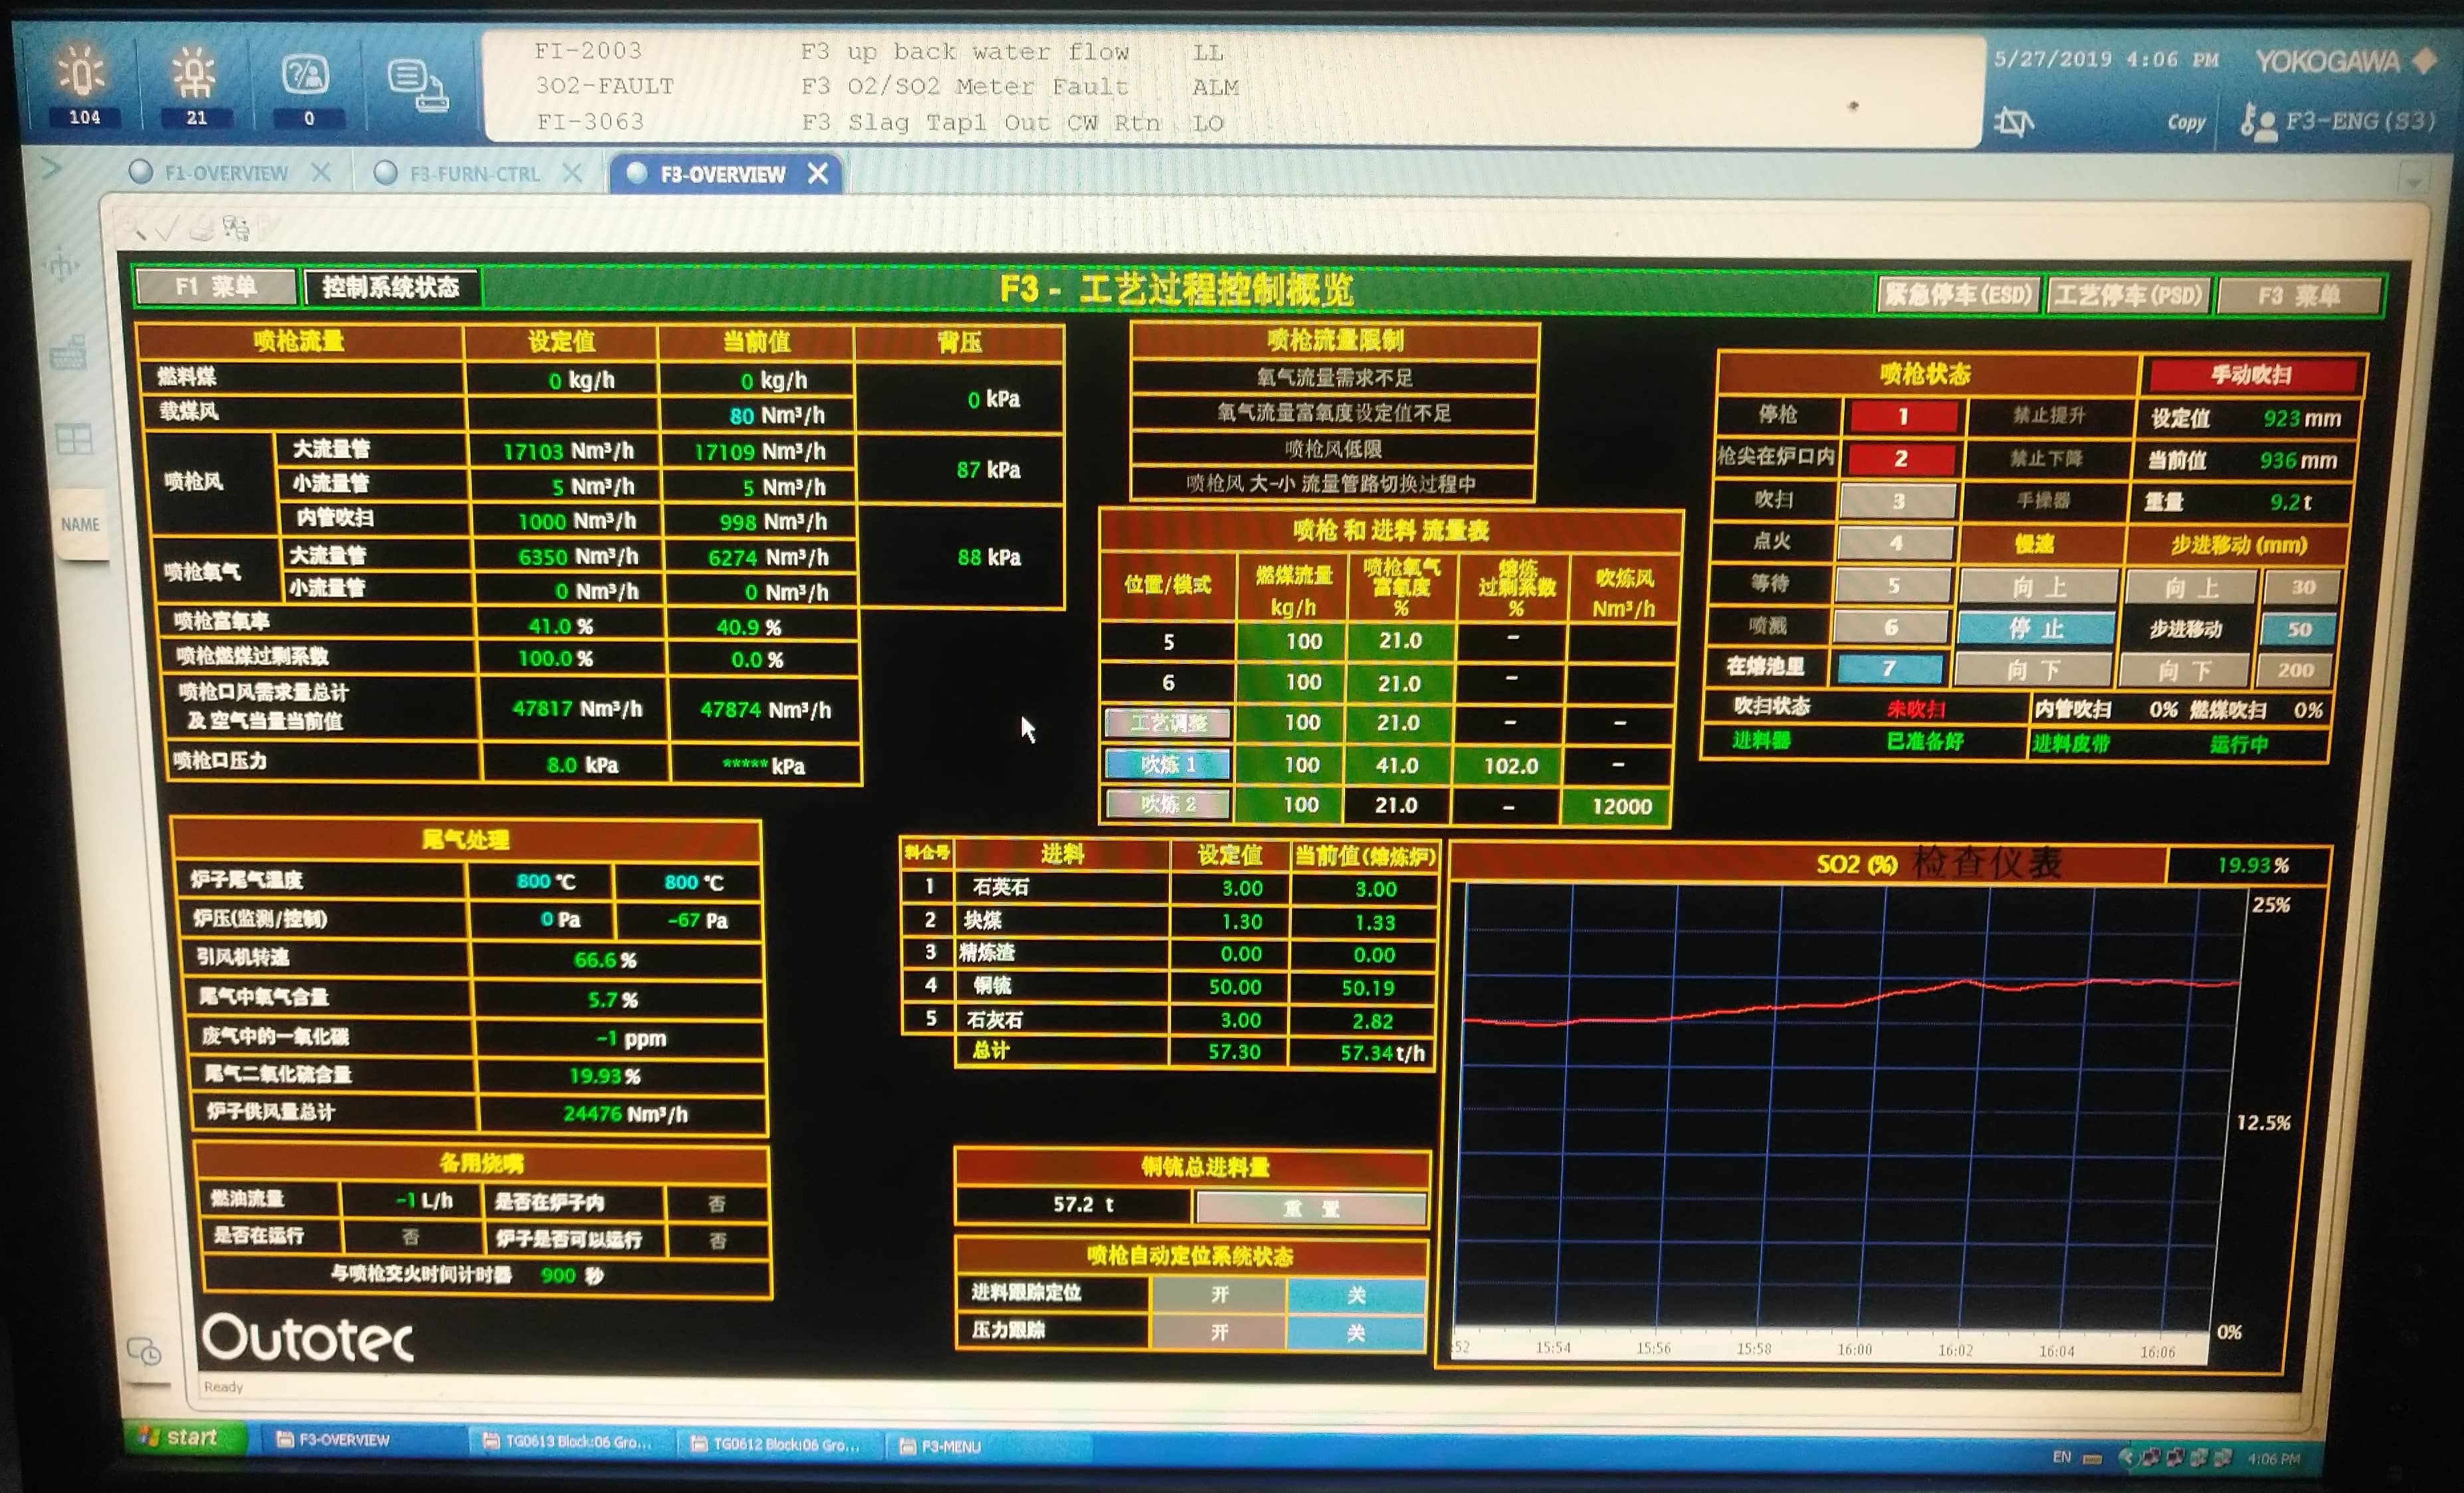 FI-2003 F3 up back water flow LL
3O2-FAULT F3 O2/SO2 Meter Fault ALM
FI-3063 F3 Slag Tap1 Out CW Rtn LO
5/27/2019 4:06 PM YOKOGAWA
104 21 0
Copy F3-ENG(S3)
F1-OVERVIEW F3-FURN-CTRL F3-OVERVIEW
NAME
F1 菜单 控制系统状态 F3 - 工艺过程控制概览 紧急停车(ESD) 工艺停车(PSD) F3 菜单
喷枪流量 设定值 当前值 背压
燃料煤 0 kg/h 0 kg/h 0 kPa
载煤风 80 Nm³/h
喷枪风 大流量管 17103 Nm³/h 17109 Nm³/h 87 kPa
小流量管 5 Nm³/h 5 Nm³/h
内管吹扫 1000 Nm³/h 998 Nm³/h
喷枪氧气 大流量管 6350 Nm³/h 6274 Nm³/h 88 kPa
小流量管 0 Nm³/h 0 Nm³/h
喷枪富氧率 41.0 % 40.9 %
喷枪燃煤过剩系数 100.0 % 0.0 %
喷枪口风需求量总计
及 空气当量当前值 47817 Nm³/h 47874 Nm³/h
喷枪口压力 8.0 kPa ***** kPa
喷枪流量限制
氧气流量需求不足
氧气流量富氧度设定值不足
喷枪风低限
喷枪风 大-小 流量管路切换过程中
喷枪 和 进料 流量表
位置/模式 燃煤流量 kg/h 喷枪氧气富氧度 % 熔炼过剩系数 % 吹炼风 Nm³/h
5 100 21.0 -
6 100 21.0 -
工艺调整 100 21.0 - -
吹炼 1 100 41.0 102.0 -
吹炼 2 100 21.0 - 12000
喷枪状态 手动吹扫
停枪 1 禁止提升 设定值 923 mm
枪尖在炉口内 2 禁止下降 当前值 936 mm
吹扫 3 手操器 重量 9.2 t
点火 4 慢速 步进移动 (mm)
等待 5 向 上 向 上 30
喷溅 6 停 止 步进移动 50
在熔池里 7 向 下 向 下 200
吹扫状态 未吹扫 内管吹扫 0% 燃煤吹扫 0%
进料器 已准备好 进料皮带 运行中
尾气处理
炉子尾气温度 800 ℃ 800 ℃
炉压(监测/控制) 0 Pa -67 Pa
引风机转速 66.6 %
尾气中氧气含量 5.7 %
废气中的一氧化碳 -1 ppm
尾气二氧化硫含量 19.93 %
炉子供风量总计 24476 Nm³/h
备用烧嘴
燃油流量 -1 L/h 是否在炉子内 否
是否在运行 否 炉子是否可以运行 否
与喷枪交火时间计时器 900 秒
料仓号 进料 设定值 当前值(熔炼炉)
1 石英石 3.00 3.00
2 块煤 1.30 1.33
3 精炼渣 0.00 0.00
4 铜锍 50.00 50.19
5 石灰石 3.00 2.82
总计 57.30 57.34 t/h
铜锍总进料量
57.2 t 重 置
喷枪自动定位系统状态
进料跟踪定位 开 关
压力跟踪 开 关
SO2 (%) 检查仪表 19.93 %
25%
12.5%
0%
:52 15:54 15:56 15:58 16:00 16:02 16:04 16:06
Outotec
Ready
start F3-OVERVIEW TG0613 Block:06 Gro... TG0612 Block:06 Gro... F3-MENU EN 4:06 PM